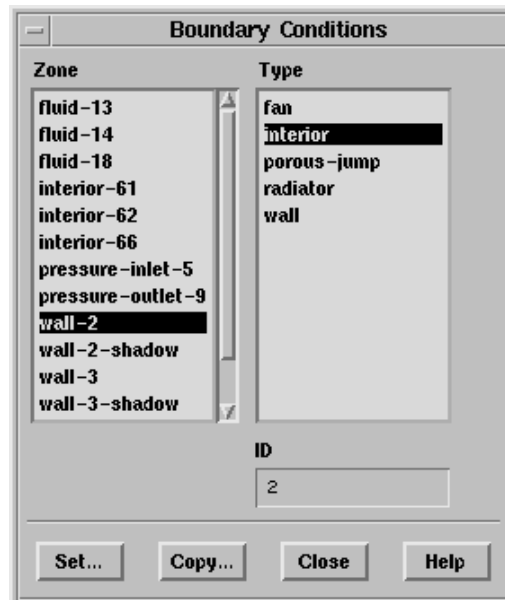 Boundary Conditions
Zone
fluid-13
fluid-14
fluid-18
interior-61
interior-62
interior-66
pressure-inlet-5
pressure-outlet-9
wall-2
wall-2-shadow
wall-3
wall-3-shadow
Type
fan
interior
porous-jump
radiator
wall
ID
2
Set... Copy... Close Help